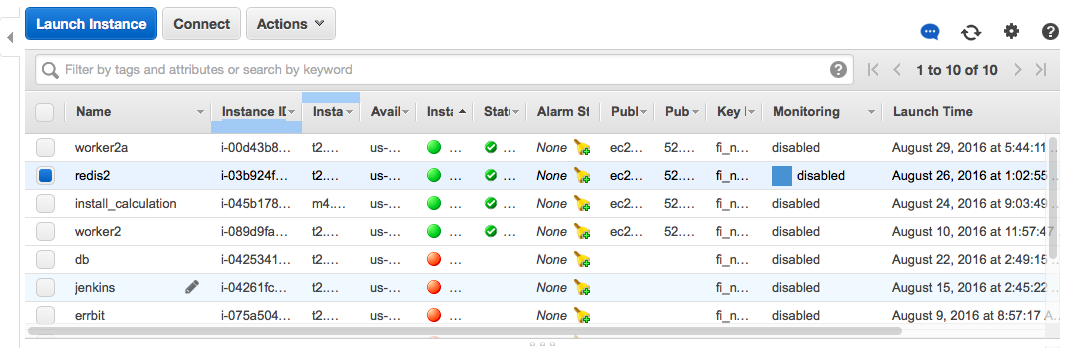 Launch Instance Connect Actions
Filter by tags and attributes or search by keyword ? 1 to 10 of 10 ?
Name Instance ID Insta Avail Insta Stat Alarm St Publ Pub Key Monitoring Launch Time
worker2a i-00d43b8... t2.... us-... ... ... None ec2... 52.... fi_n... disabled August 29, 2016 at 5:44:11 ...
redis2 i-03b924f... t2.... us-... ... ... None ec2... 52.... fi_n... disabled August 26, 2016 at 1:02:55 ...
install_calculation i-045b178... m4.... us-... ... ... None ec2... 52.... fi_n... disabled August 24, 2016 at 9:03:49 ...
worker2 i-089d9fa... t2.... us-... ... ... None ec2... 52.... fi_n... disabled August 10, 2016 at 11:57:47
db i-0425341... t2.... us-... ... None fi_n... disabled August 22, 2016 at 2:49:15 ...
jenkins i-04261fc... t2.... us-... ... None fi_n... disabled August 15, 2016 at 2:45:22 ...
errbit i-075a504... t2.... us-... ... None fi_n... disabled August 9, 2016 at 8:57:17 A...